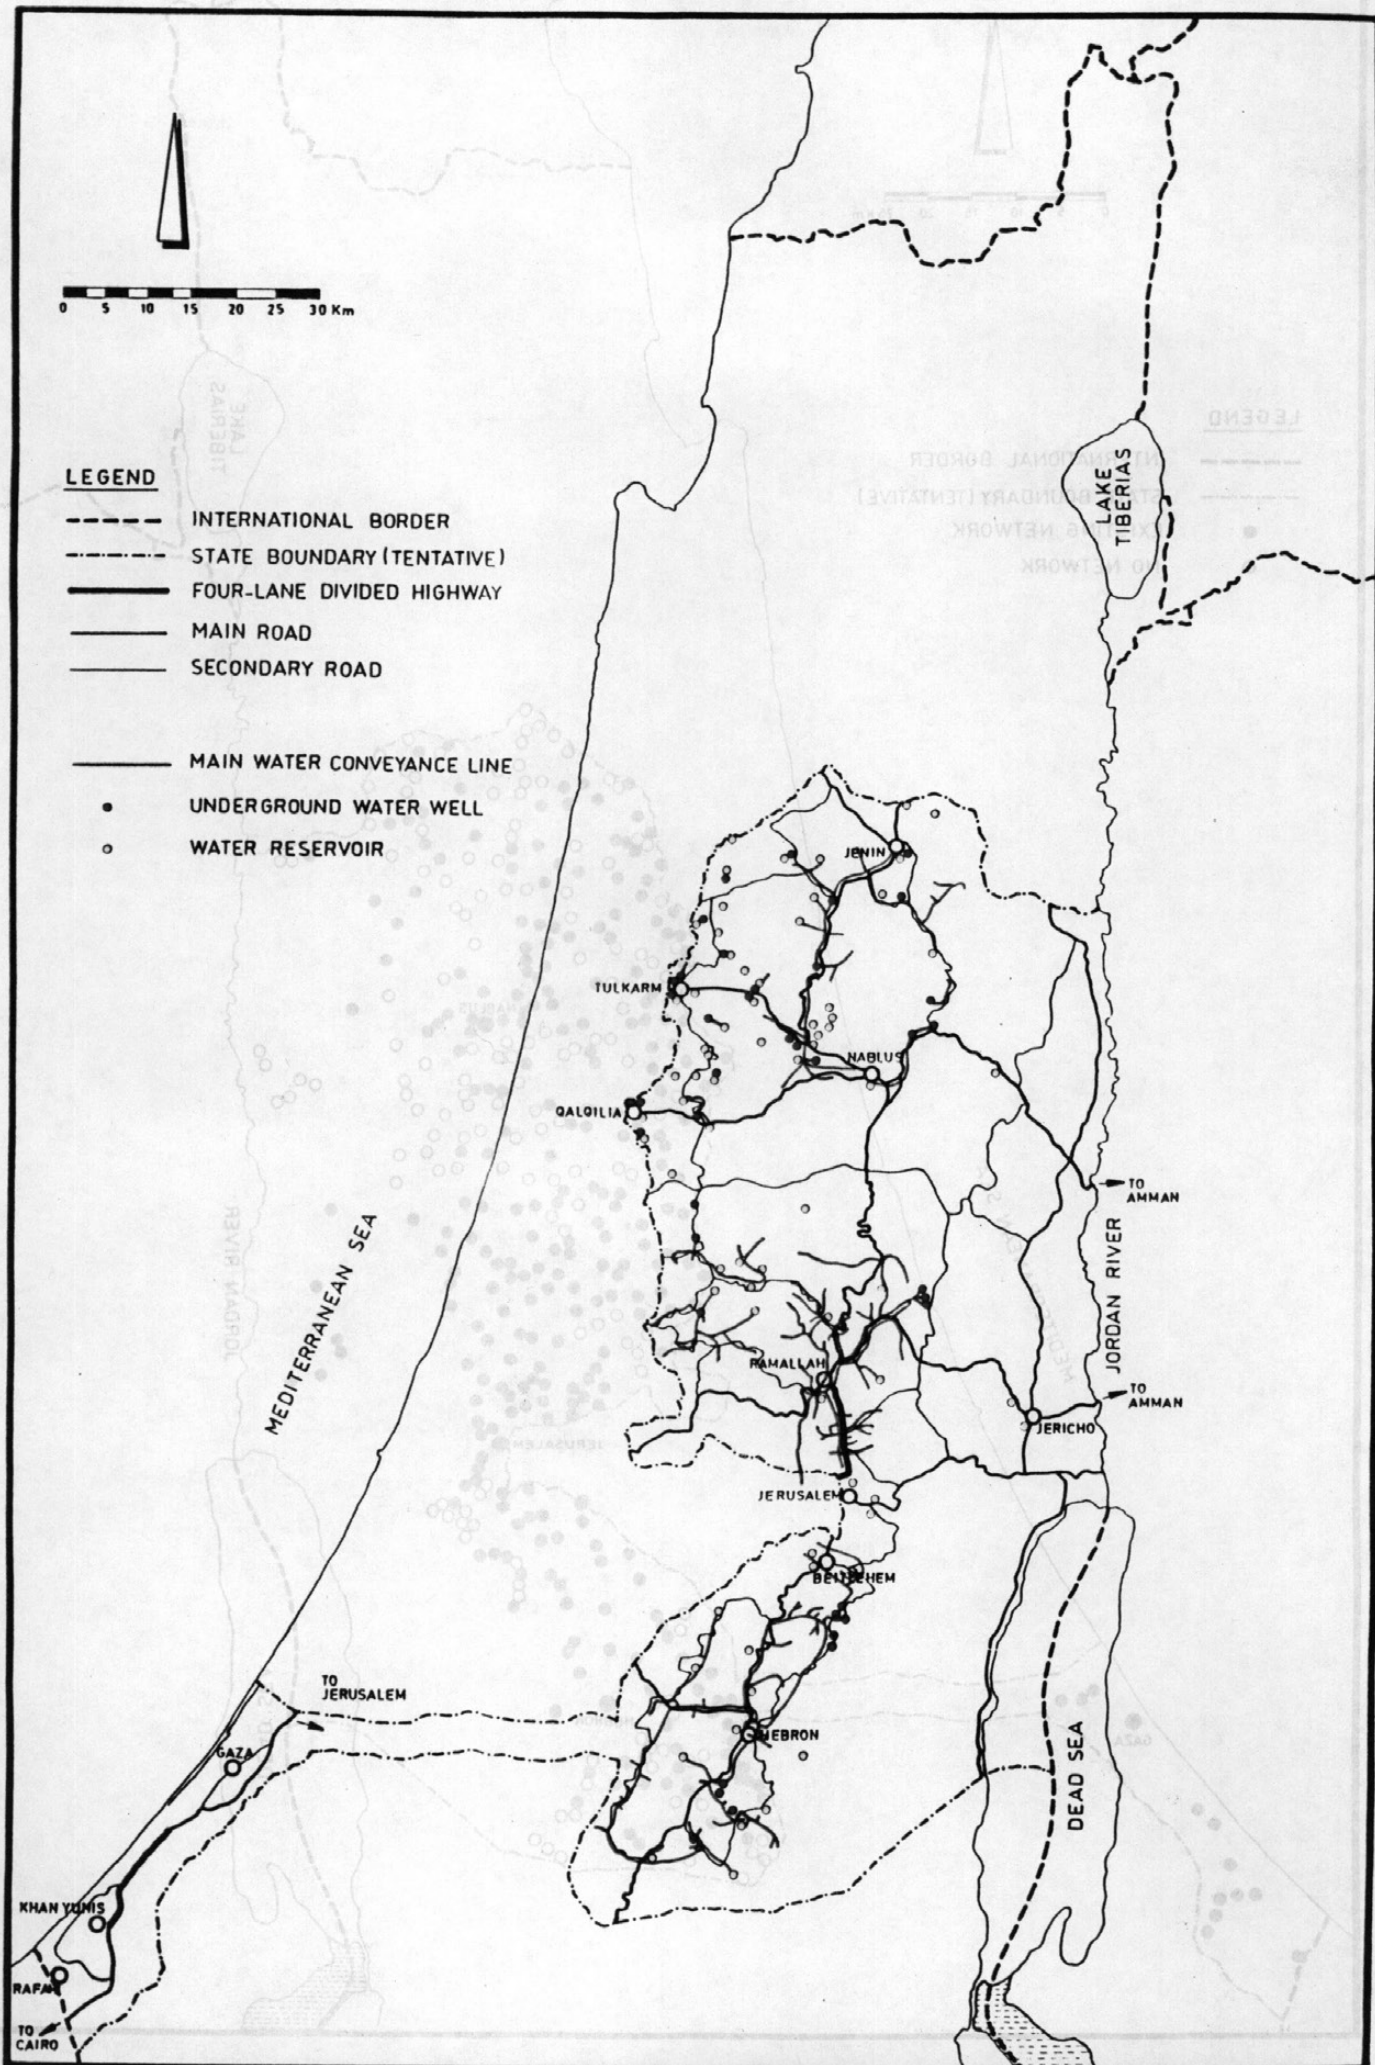 0 5 10 15 20 25 30 Km
LEGEND
INTERNATIONAL BORDER
STATE BOUNDARY (TENTATIVE)
FOUR-LANE DIVIDED HIGHWAY
MAIN ROAD
SECONDARY ROAD
MAIN WATER CONVEYANCE LINE
UNDERGROUND WATER WELL
WATER RESERVOIR
LAKE
TIBERIAS
JENIN
TULKARM
NABLUS
QALQILIA
TO
AMMAN
JORDAN RIVER
MEDITERRANEAN SEA
RAMALLAH
TO
AMMAN
JERICHO
JERUSALEM
BEITLEHEM
TO
JERUSALEM
HEBRON
GAZA
DEAD SEA
KHAN YUNIS
RAFAH
TO
CAIRO